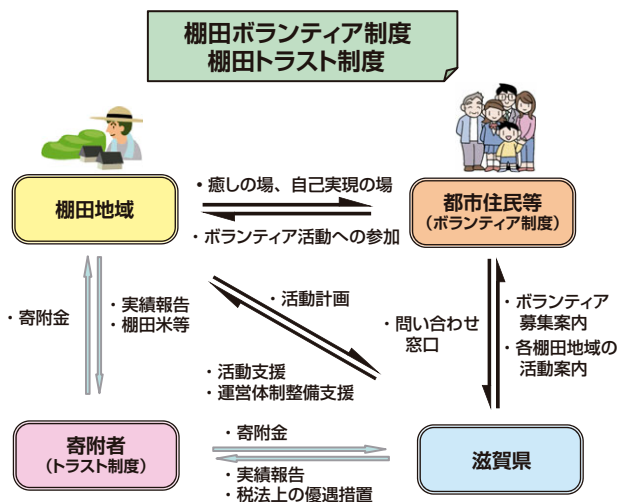 棚田ボランティア制度
棚田トラスト制度
棚田地域
・癒しの場、自己実現の場
・ボランティア活動への参加
都市住民等
(ボランティア制度)
・寄附金
・実績報告
・棚田米等
・活動計画
・活動支援
・運営体制整備支援
・問い合わせ
窓口
・ボランティア
募集案内
・各棚田地域の
活動案内
寄附者
(トラスト制度)
・寄附金
・実績報告
・税法上の優遇措置
滋賀県